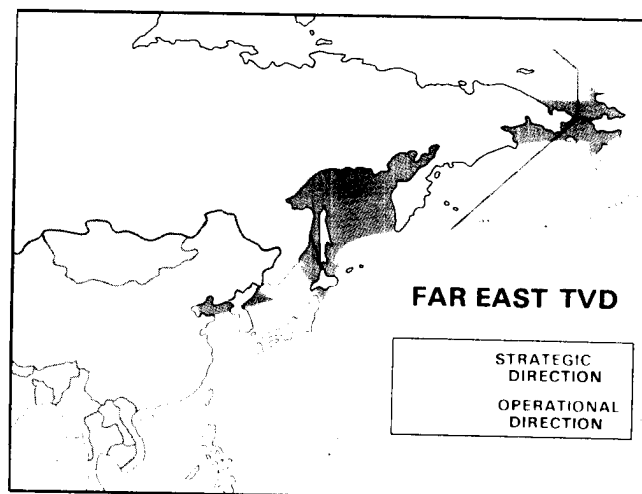 FAR EAST TVD
STRATEGIC
DIRECTION
OPERATIONAL
DIRECTION